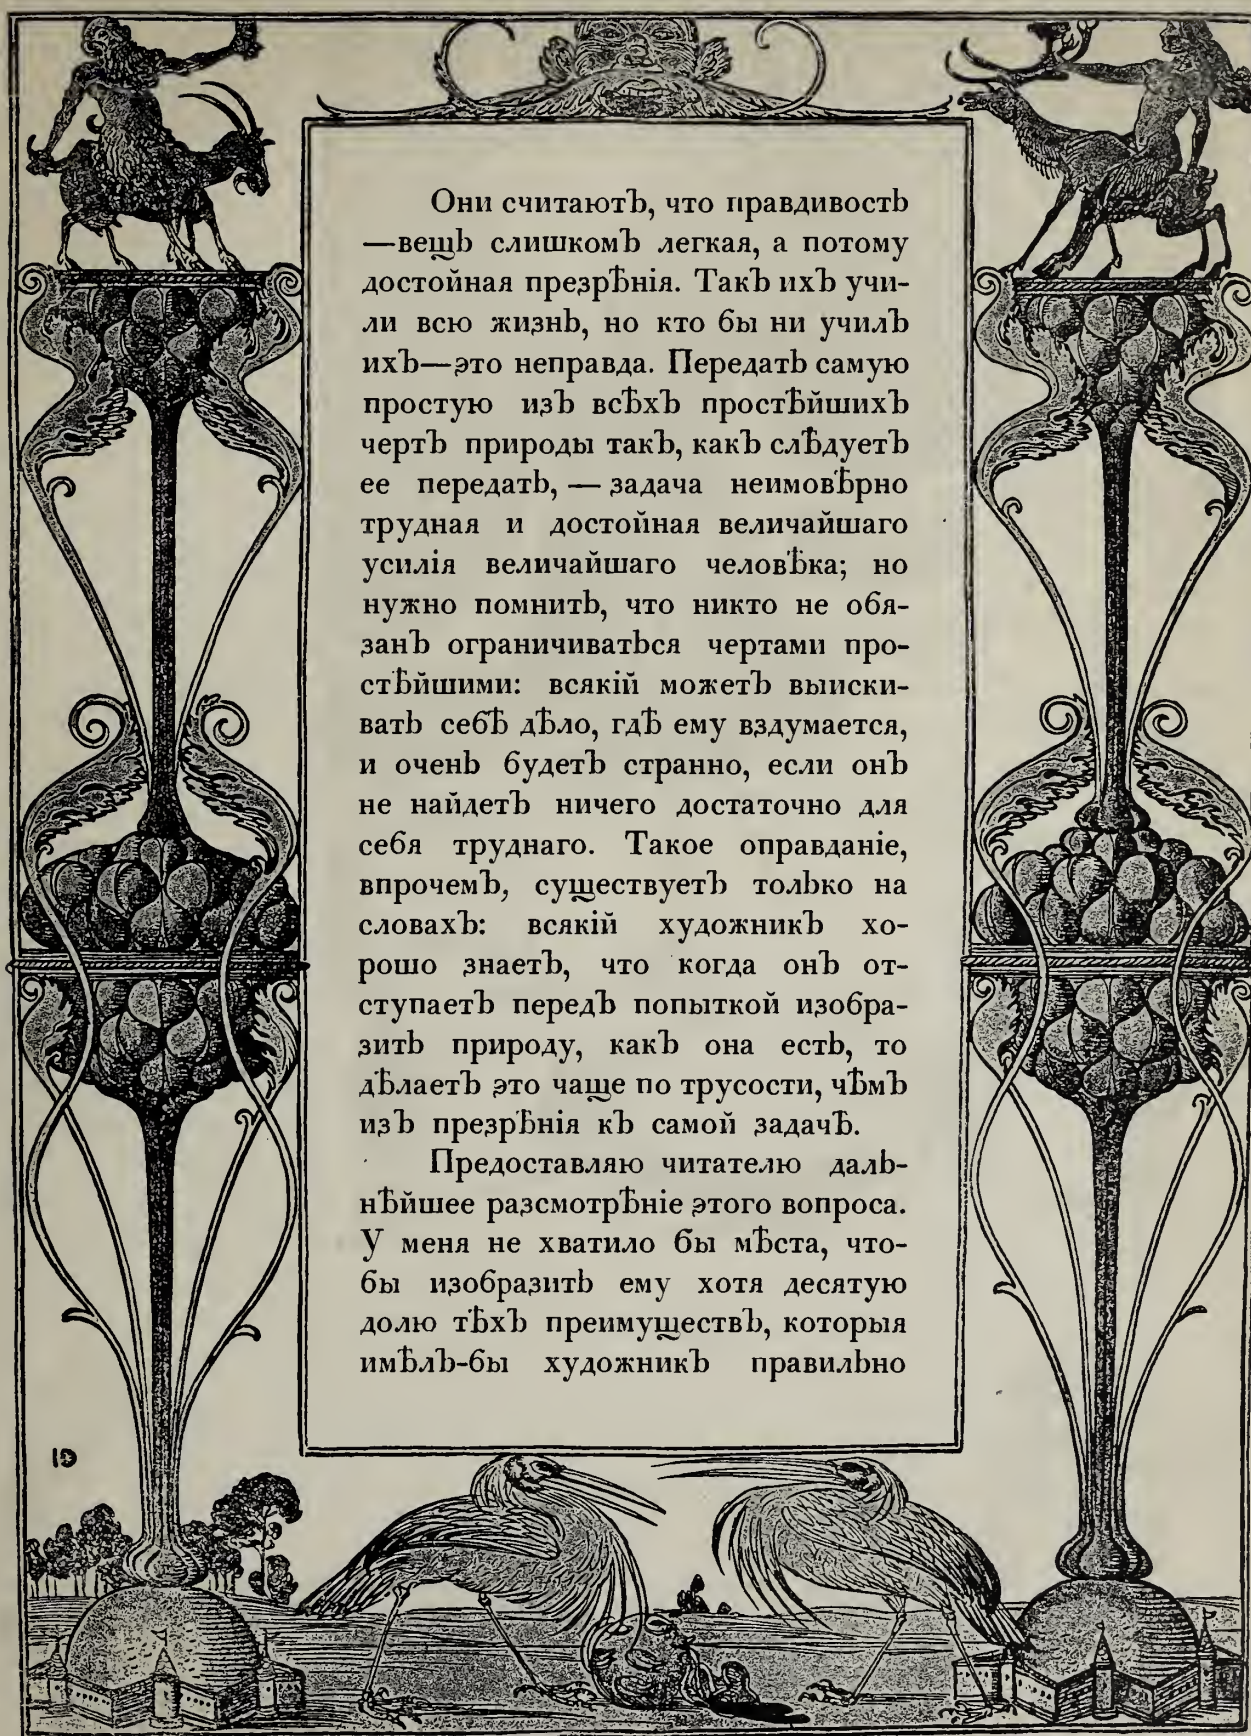 Они считаютъ, что правдивость
—вещь слишкомъ легкая, а потому
достойная презрѣнія. Такъ ихъ учи-
ли всю жизнь, но кто бы ни училъ
ихъ—это неправда. Передать самую
простую изъ всѣхъ простѣйшихъ
чертъ природы такъ, какъ слѣдуетъ
ее передать, — задача неимовѣрно
трудная и достойная величайшаго
усилія величайшаго человѣка; но
нужно помнить, что никто не обя-
занъ ограничиваться чертами про-
стѣйшими: всякій можетъ выиски-
вать себѣ дѣло, гдѣ ему вздумается,
и очень будетъ странно, если онъ
не найдетъ ничего достаточно для
себя труднаго. Такое оправданіе,
впрочемъ, существуетъ только на
словахъ: всякій художникъ хо-
рошо знаетъ, что когда онъ от-
ступаетъ передъ попыткой изобра-
зить природу, какъ она есть, то
дѣлаетъ это чаще по трусости, чѣмъ
изъ презрѣнія къ самой задачѣ.
Предоставляю читателю даль-
нѣйшее разсмотрѣніе этого вопроса.
У меня не хватило бы мѣста, что-
бы изобразить ему хотя десятую
долю тѣхъ преимуществъ, которыя
имѣлъ-бы художникъ правильно